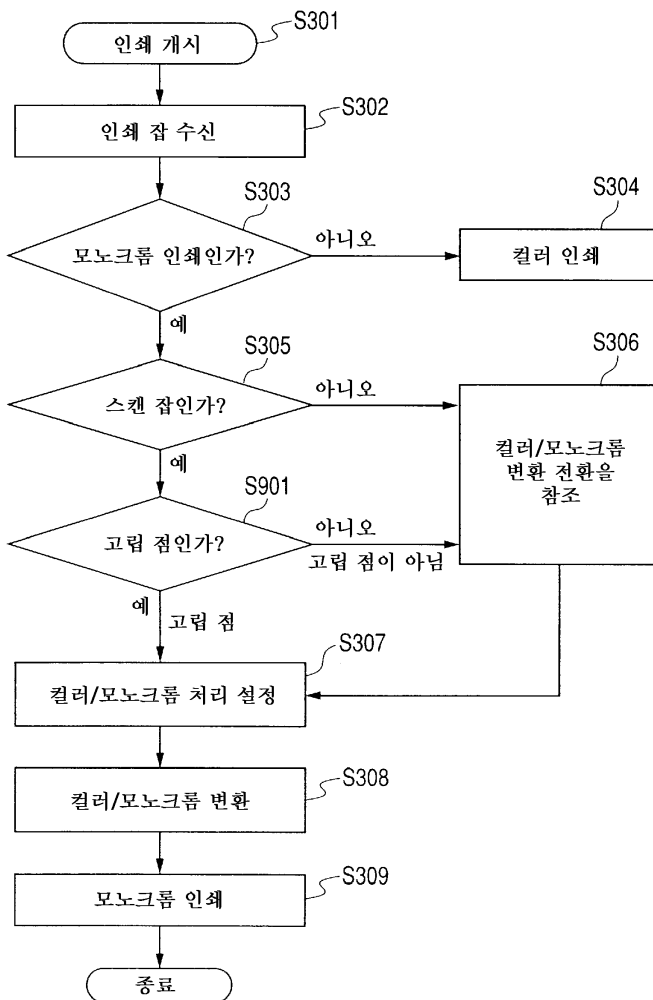 인쇄 개시
S301
인쇄 잡 수신
S302
모노크롬 인쇄인가?
S303
아니오
컬러 인쇄
S304
예
스캔 잡인가?
S305
아니오
컬러/모노크롬
변환 전환을
참조
S306
예
고립 점인가?
S901
아니오
고립 점이 아님
예
고립 점
컬러/모노크롬 처리 설정
S307
컬러/모노크롬 변환
S308
모노크롬 인쇄
S309
종료